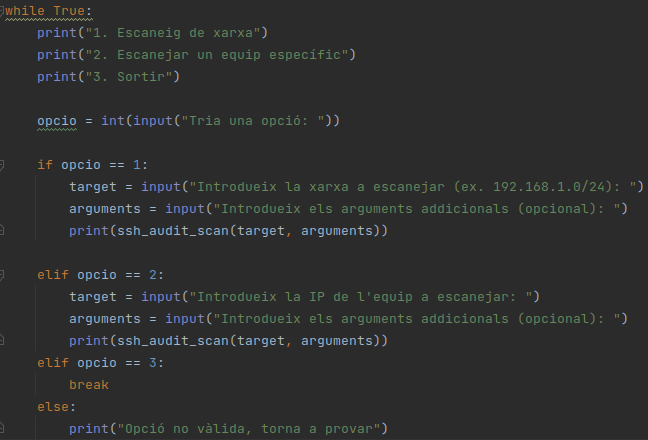 while True:
    print("1. Escaneig de xarxa")
    print("2. Escanejar un equip específic")
    print("3. Sortir")

    opcio = int(input("Tria una opció: "))

    if opcio == 1:
        target = input("Introdueix la xarxa a escanejar (ex. 192.168.1.0/24): ")
        arguments = input("Introdueix els arguments addicionals (opcional): ")
        print(ssh_audit_scan(target, arguments))

    elif opcio == 2:
        target = input("Introdueix la IP de l'equip a escanejar: ")
        arguments = input("Introdueix els arguments addicionals (opcional): ")
        print(ssh_audit_scan(target, arguments))
    elif opcio == 3:
        break
    else:
        print("Opció no vàlida, torna a provar")